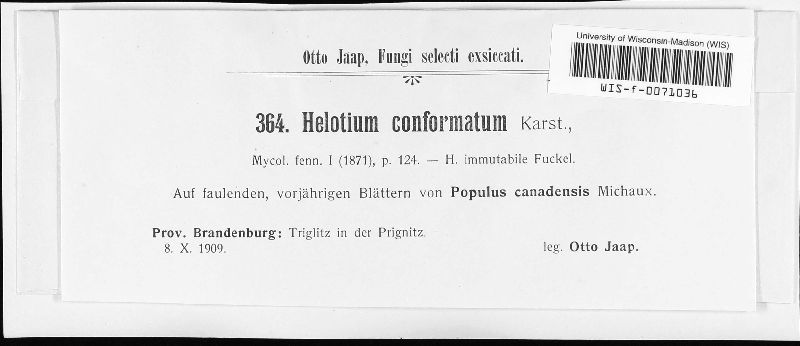 Otto Jaap, Fungi selecti exsiccati.
University of Wisconsin-Madison (WIS)
WIS-f-0071036
364. Helotium conformatum Karst.,
Mycol. fenn. I (1871), p. 124. — H. immutabile Fuckel.
Auf faulenden, vorjährigen Blättern von Populus canadensis Michaux.
Prov. Brandenburg: Triglitz in der Prignitz.
8. X. 1909. leg. Otto Jaap.